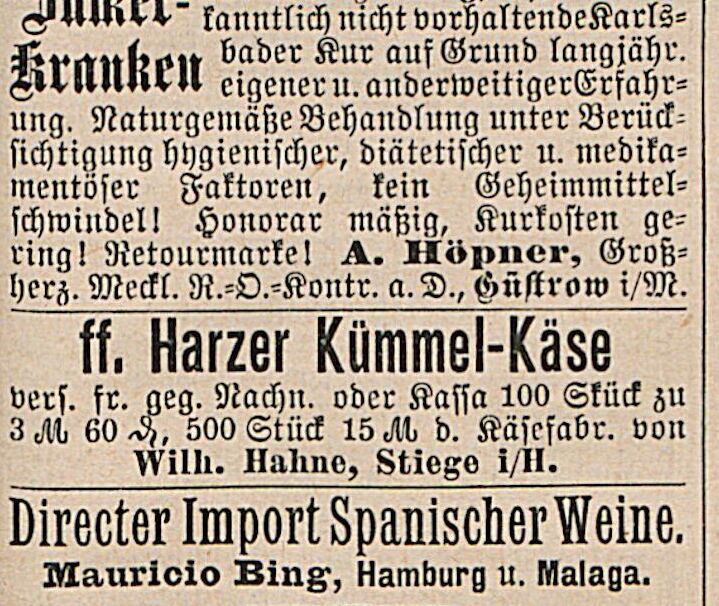 kanntlich nicht vorhaltende Karls=
Kranken bader Kur auf Grund langjähr.
eigener u. anderweitiger Erfahr=
ung. Naturgemäße Behandlung unter Berück=
sichtigung hygienischer, diätetischer u. medika=
mentöser Faktoren, kein Geheimmittel=
schwindel! Honorar mäßig, Kurkosten ge=
ring! Retourmarke! A. Höpner, Groß=
herz. Meckl. R.=O.=Kontr. a. D., Güstrow i/M.
ff. Harzer Kümmel-Käse
vers. fr. geg. Nachn. oder Kassa 100 Stück zu
3 ℳ 60 ₰, 500 Stück 15 ℳ d. Käsefabr. von
Wilh. Hahne, Stiege i/H.
Directer Import Spanischer Weine.
Mauricio Bing, Hamburg u. Malaga.